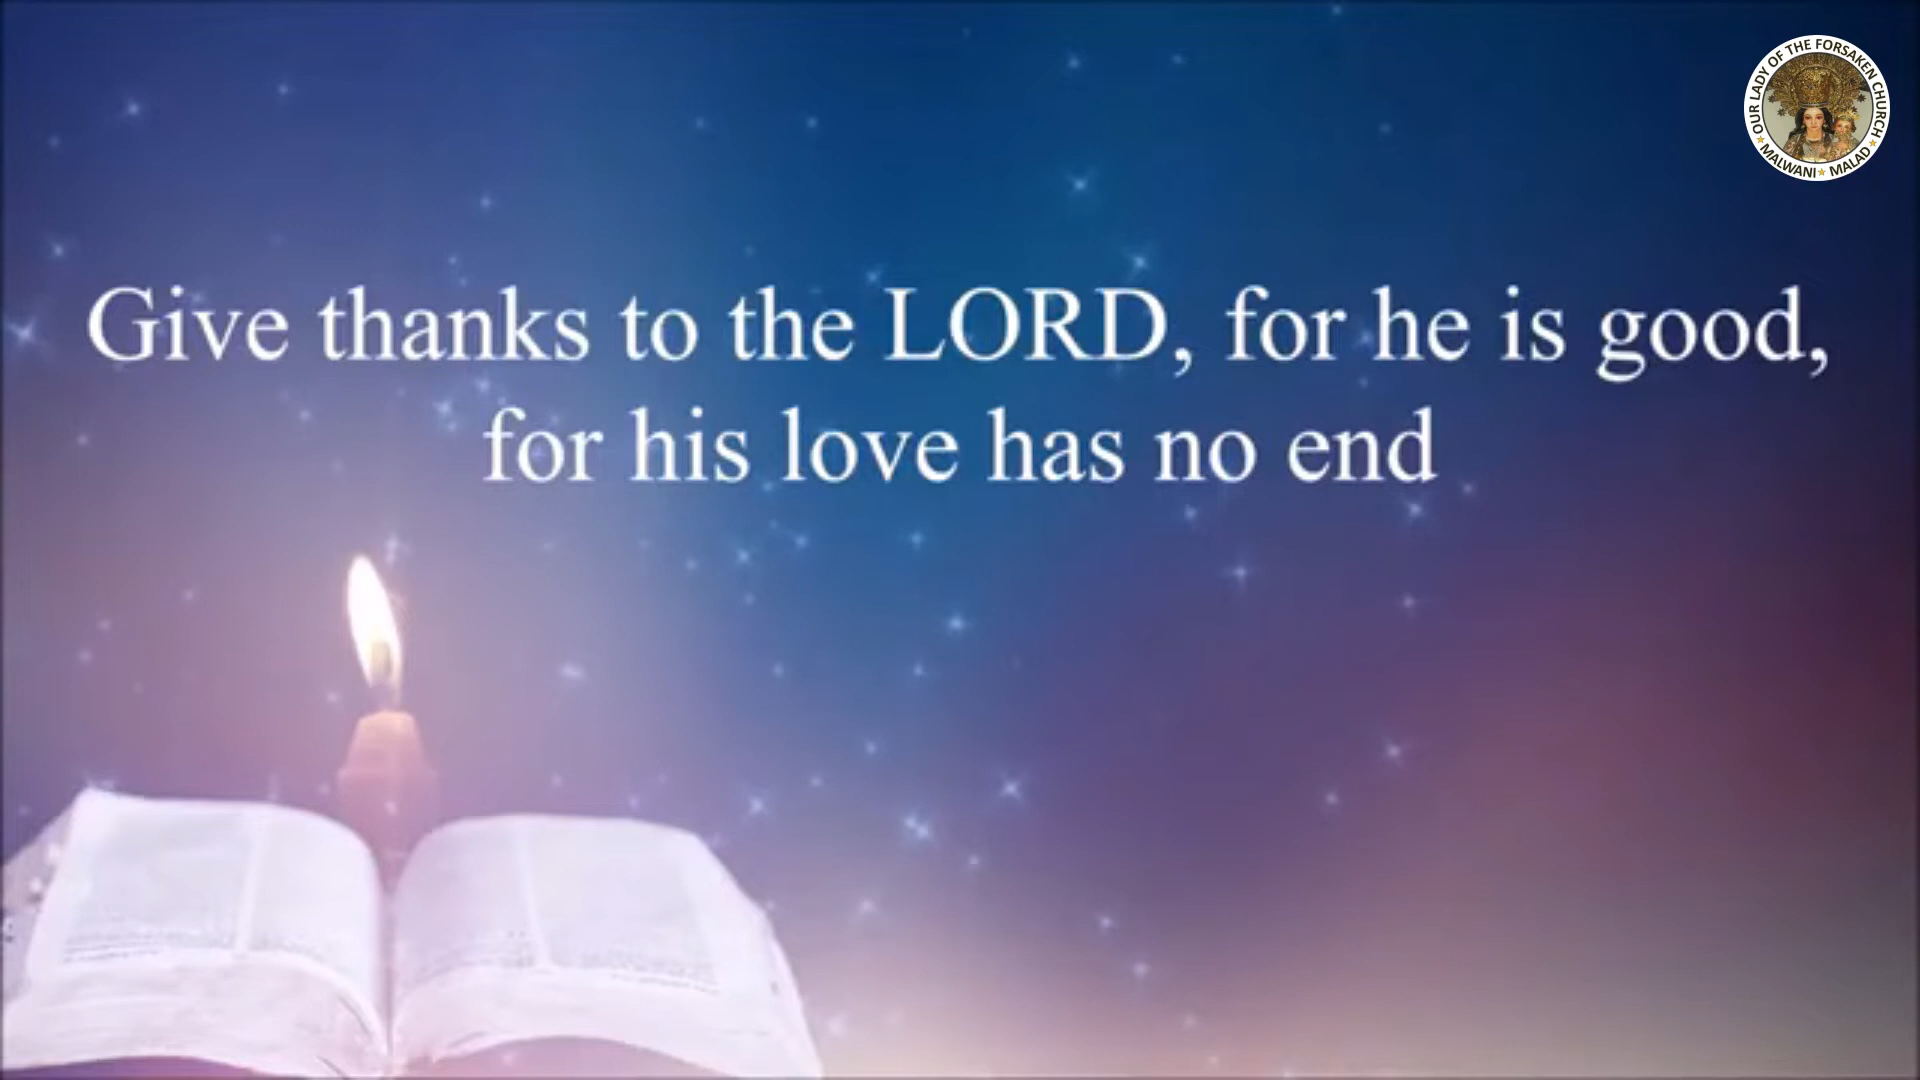 OUR LADY OF THE FORSAKEN CHURCH
MALWANI MALAD
Give thanks to the LORD, for he is good,
for his love has no end